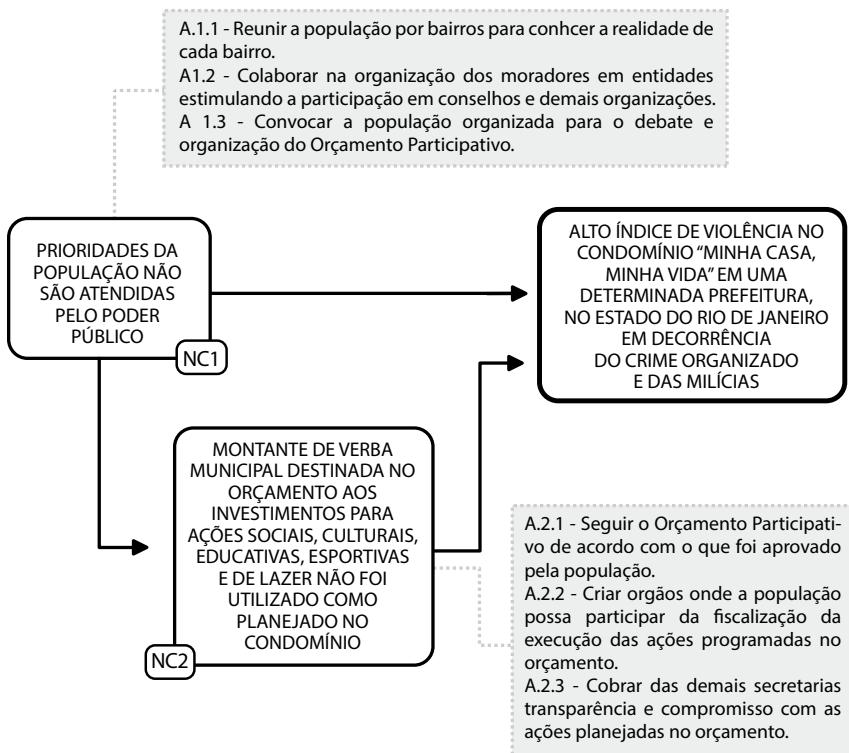 A.1.1 - Reunir a população por bairros para conhcer a realidade de
cada bairro.
A1.2 - Colaborar na organização dos moradores em entidades
estimulando a participação em conselhos e demais organizações.
A 1.3 - Convocar a população organizada para o debate e
organização do Orçamento Participativo.
PRIORIDADES DA
POPULAÇÃO NÃO
SÃO ATENDIDAS
PELO PODER
PÚBLICO
NC1
ALTO ÍNDICE DE VIOLÊNCIA NO
CONDOMÍNIO “MINHA CASA,
MINHA VIDA” EM UMA
DETERMINADA PREFEITURA,
NO ESTADO DO RIO DE JANEIRO
EM DECORRÊNCIA
DO CRIME ORGANIZADO
E DAS MILÍCIAS
MONTANTE DE VERBA
MUNICIPAL DESTINADA NO
ORÇAMENTO AOS
INVESTIMENTOS PARA
AÇÕES SOCIAIS, CULTURAIS,
EDUCATIVAS, ESPORTIVAS
E DE LAZER NÃO FOI
UTILIZADO COMO
PLANEJADO NO
CONDOMÍNIO
NC2
A.2.1 - Seguir o Orçamento Participati-
vo de acordo com o que foi aprovado
pela população.
A.2.2 - Criar orgãos onde a população
possa participar da fiscalização da
execução das ações programadas no
orçamento.
A.2.3 - Cobrar das demais secretarias
transparência e compromisso com as
ações planejadas no orçamento.